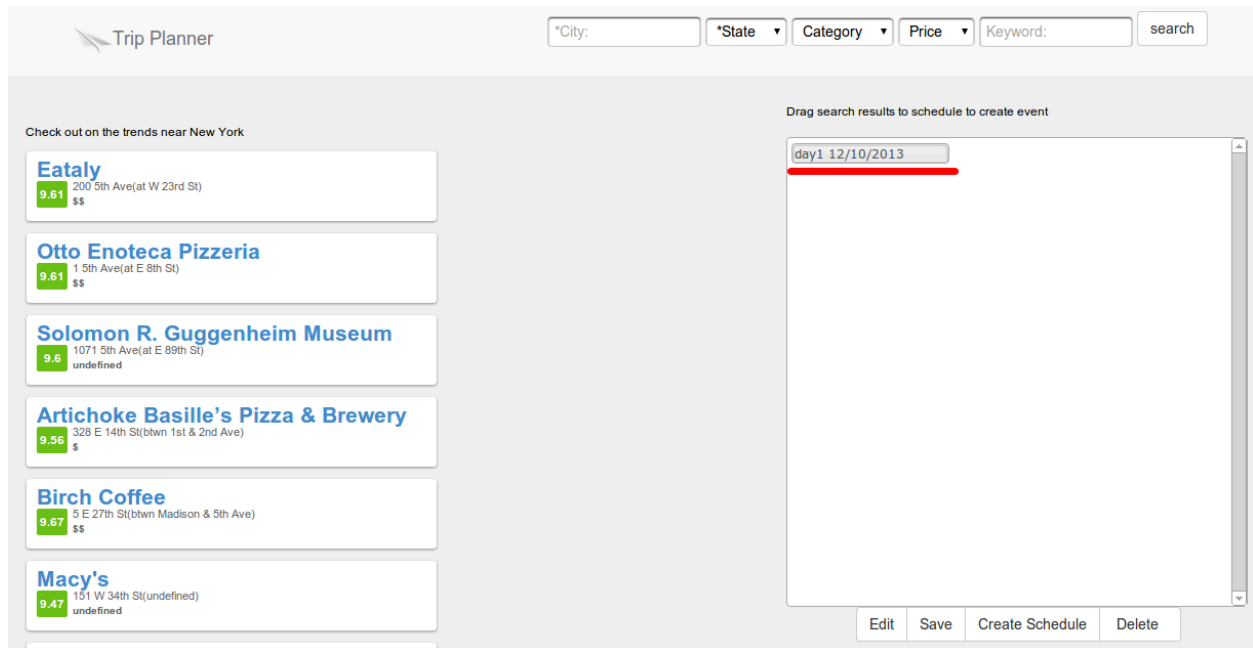 Trip Planner
*City:
*State
Category
Price
Keyword:
search
Check out on the trends near New York
Eataly
9.61
200 5th Ave(at W 23rd St)
$$
Otto Enoteca Pizzeria
9.61
1 5th Ave(at E 8th St)
$$
Solomon R. Guggenheim Museum
9.6
1071 5th Ave(at E 89th St)
undefined
Artichoke Basille’s Pizza & Brewery
9.56
328 E 14th St(btwn 1st & 2nd Ave)
$
Birch Coffee
9.67
5 E 27th St(btwn Madison & 5th Ave)
$$
Macy's
9.47
151 W 34th St(undefined)
undefined
Drag search results to schedule to create event
day1 12/10/2013
Edit
Save
Create Schedule
Delete